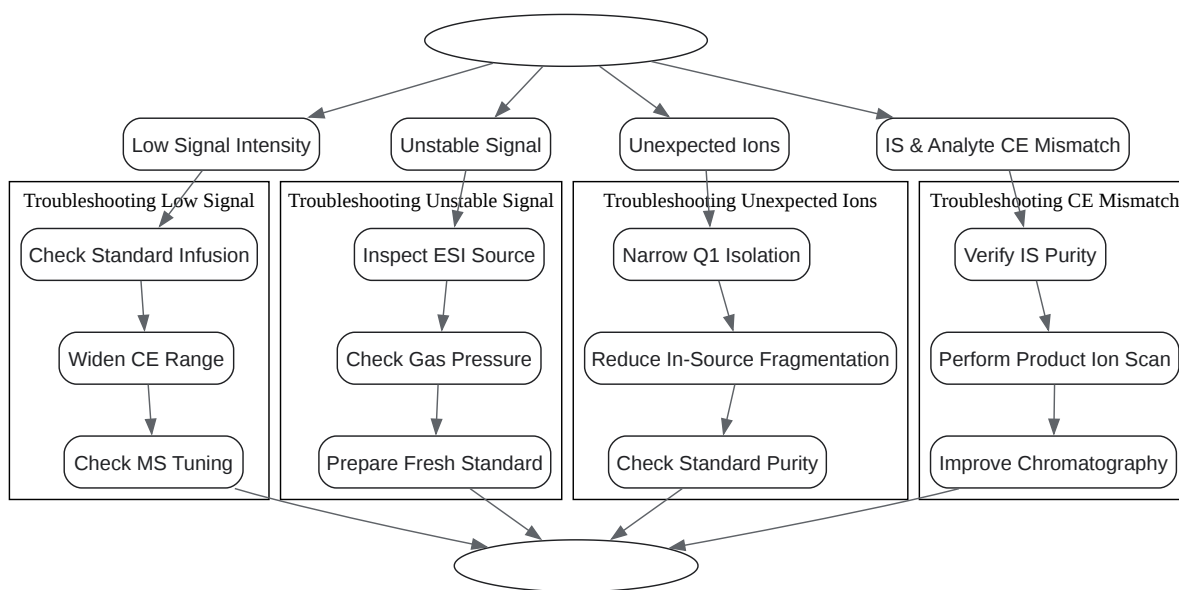 Low Signal Intensity
Unstable Signal
Unexpected Ions
IS & Analyte CE Mismatch
Troubleshooting Low Signal
Troubleshooting Unstable Signal
Troubleshooting Unexpected Ions
Troubleshooting CE Mismatch
Check Standard Infusion
Inspect ESI Source
Narrow Q1 Isolation
Verify IS Purity
Widen CE Range
Check Gas Pressure
Reduce In-Source Fragmentation
Perform Product Ion Scan
Check MS Tuning
Prepare Fresh Standard
Check Standard Purity
Improve Chromatography